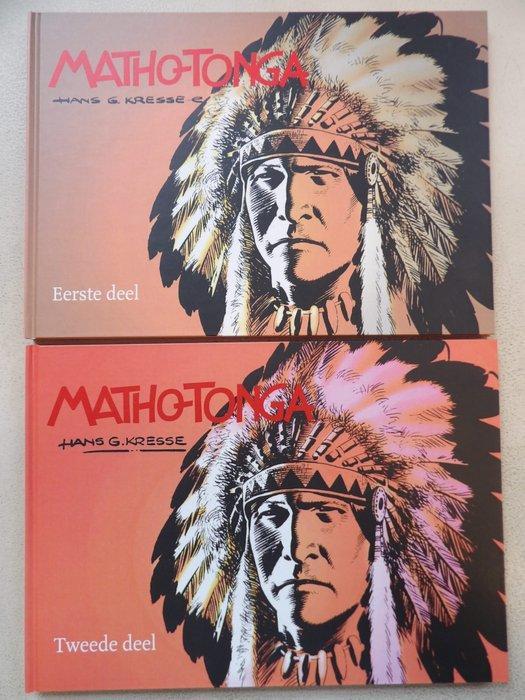 MATHO-TONGA
HANS G. KRESSE
Eerste deel
MATHO-TONGA
HANS G. KRESSE
Tweede deel